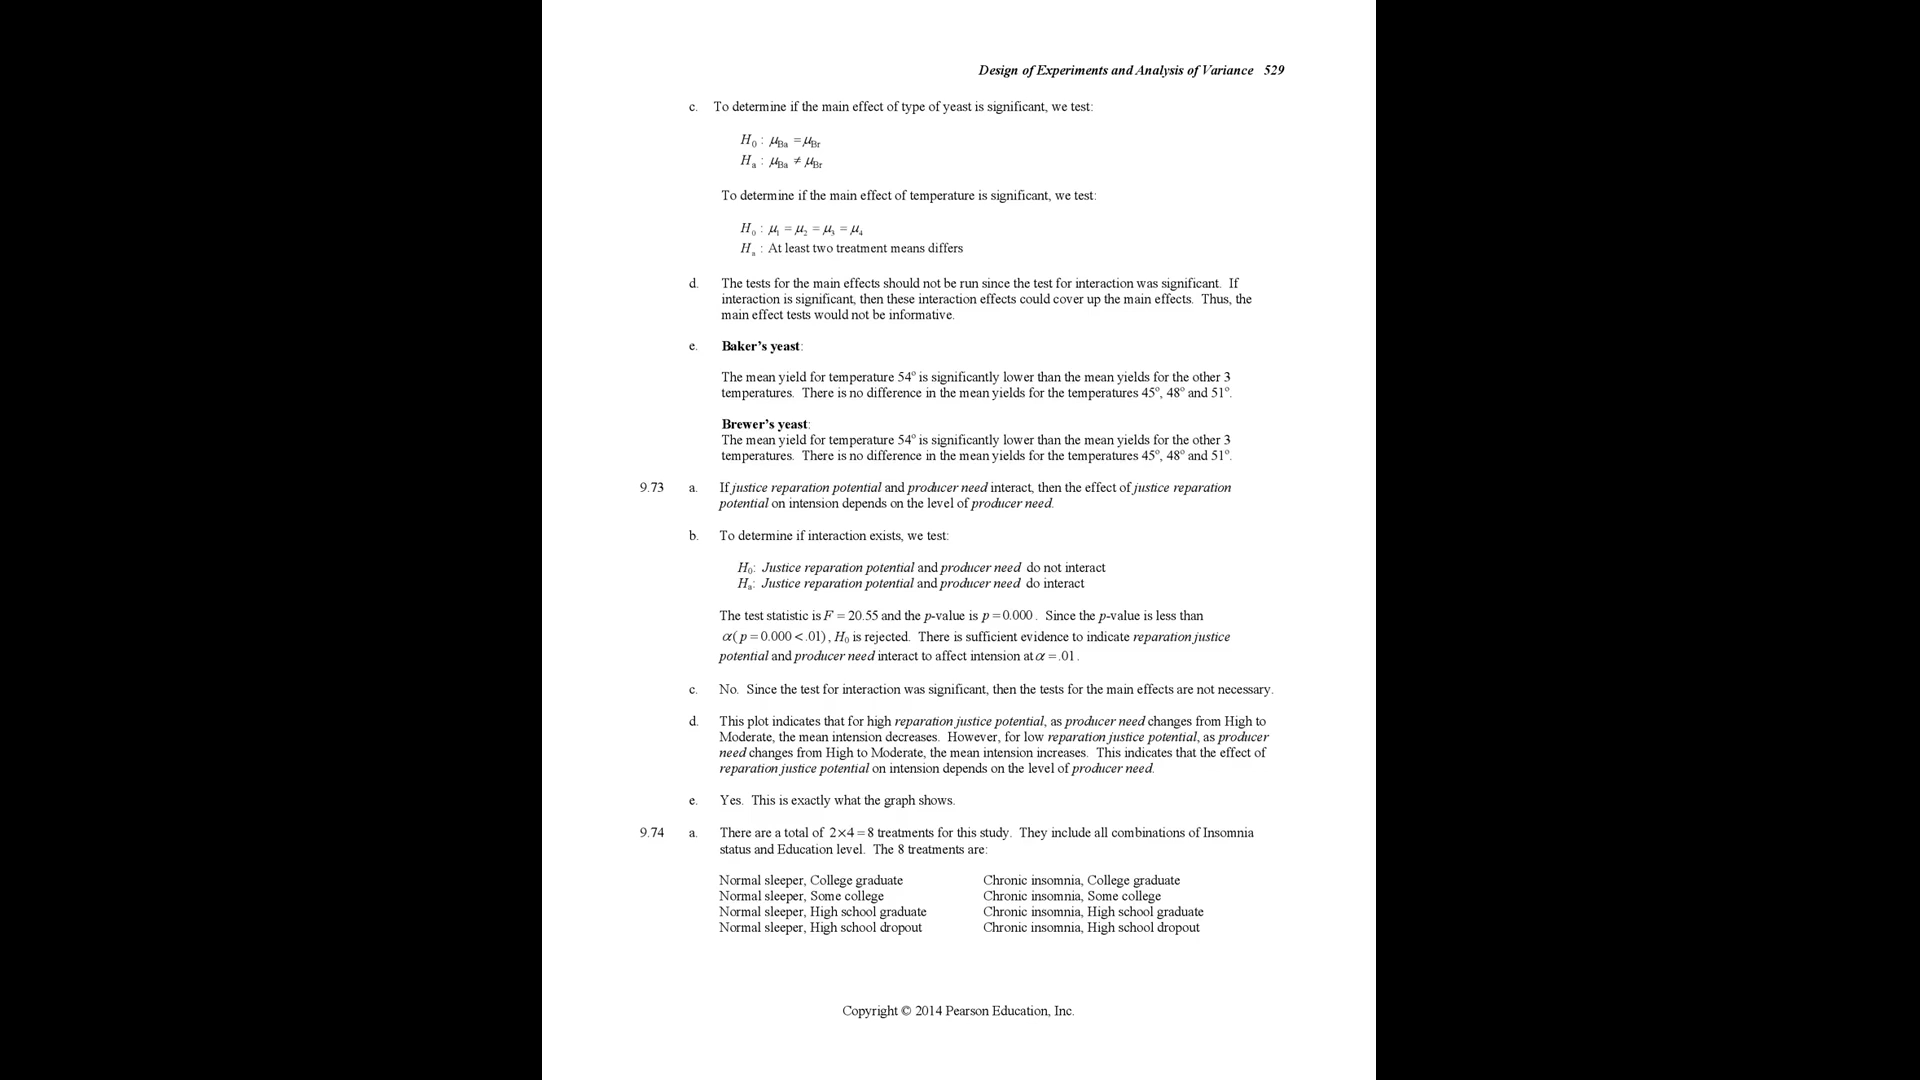 Design of Experiments and Analysis of Variance 529
c. To determine if the main effect of type of yeast is significant, we test:
H₀ : μBa = μBr
Hₐ : μBa ≠ μBr
To determine if the main effect of temperature is significant, we test:
H₀ : μ₁ = μ₂ = μ₃ = μ₄
Hₐ : At least two treatment means differs
d. The tests for the main effects should not be run since the test for interaction was significant. If
interaction is significant, then these interaction effects could cover up the main effects. Thus, the
main effect tests would not be informative.
e. Baker’s yeast:
The mean yield for temperature 54° is significantly lower than the mean yields for the other 3
temperatures. There is no difference in the mean yields for the temperatures 45°, 48° and 51°.
Brewer’s yeast:
The mean yield for temperature 54° is significantly lower than the mean yields for the other 3
temperatures. There is no difference in the mean yields for the temperatures 45°, 48° and 51°.
9.73 a. If justice reparation potential and producer need interact, then the effect of justice reparation
potential on intension depends on the level of producer need.
b. To determine if interaction exists, we test:
H₀: Justice reparation potential and producer need do not interact
Hₐ: Justice reparation potential and producer need do interact
The test statistic is F = 20.55 and the p-value is p = 0.000 . Since the p-value is less than
α( p = 0.000 < .01) , H₀ is rejected. There is sufficient evidence to indicate reparation justice
potential and producer need interact to affect intension at α = .01 .
c. No. Since the test for interaction was significant, then the tests for the main effects are not necessary.
d. This plot indicates that for high reparation justice potential, as producer need changes from High to
Moderate, the mean intension decreases. However, for low reparation justice potential, as producer
need changes from High to Moderate, the mean intension increases. This indicates that the effect of
reparation justice potential on intension depends on the level of producer need.
e. Yes. This is exactly what the graph shows.
9.74 a. There are a total of 2×4 = 8 treatments for this study. They include all combinations of Insomnia
status and Education level. The 8 treatments are:
Normal sleeper, College graduate Chronic insomnia, College graduate
Normal sleeper, Some college Chronic insomnia, Some college
Normal sleeper, High school graduate Chronic insomnia, High school graduate
Normal sleeper, High school dropout Chronic insomnia, High school dropout
Copyright © 2014 Pearson Education, Inc.